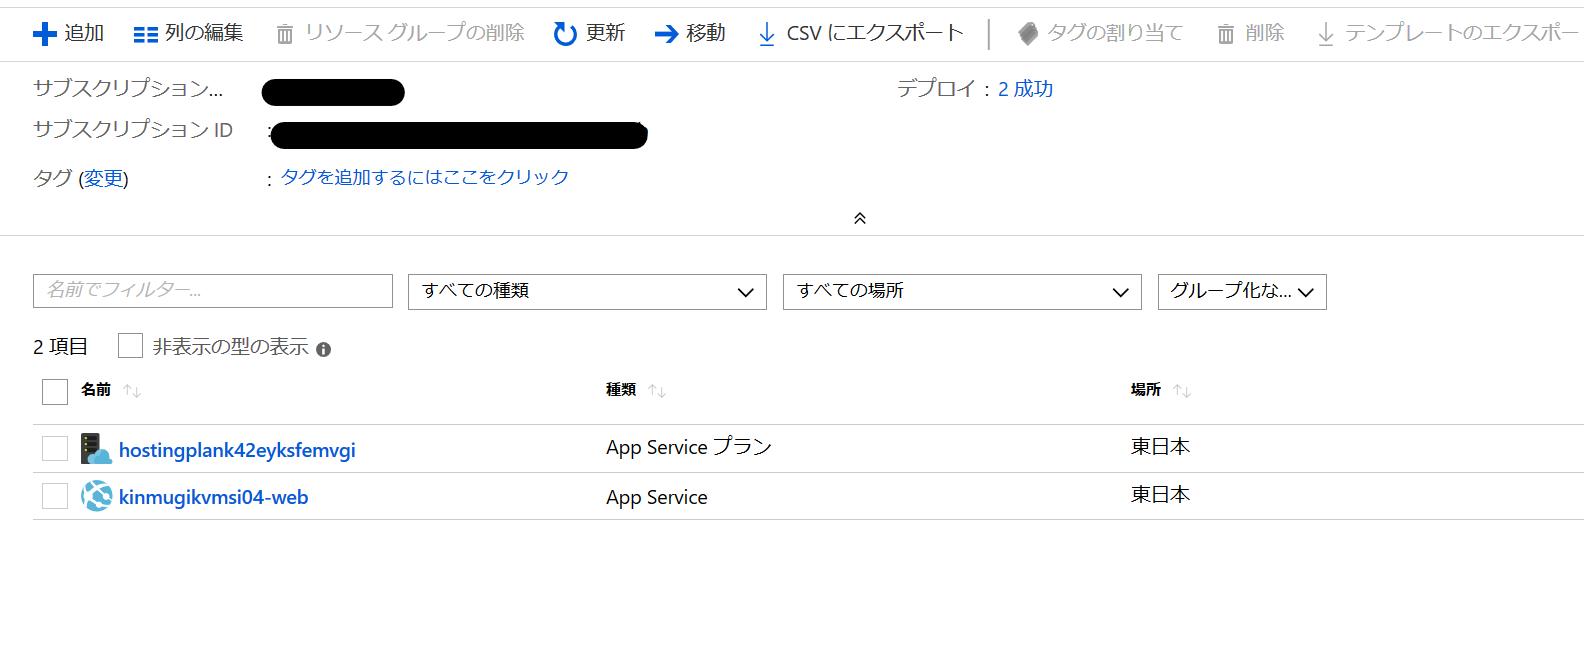 追加 列の編集 リソース グループの削除 更新 移動 CSV にエクスポート タグの割り当て 削除 テンプレートのエクスポー
サブスクリプション... デプロイ : 2 成功
サブスクリプション ID :
タグ (変更) : タグを追加するにはここをクリック
名前でフィルター... すべての種類 すべての場所 グループ化な...
2 項目 非表示の型の表示
名前 種類 場所
hostingplank42eyksfemvgi App Service プラン 東日本
kinmugikvmsi04-web App Service 東日本